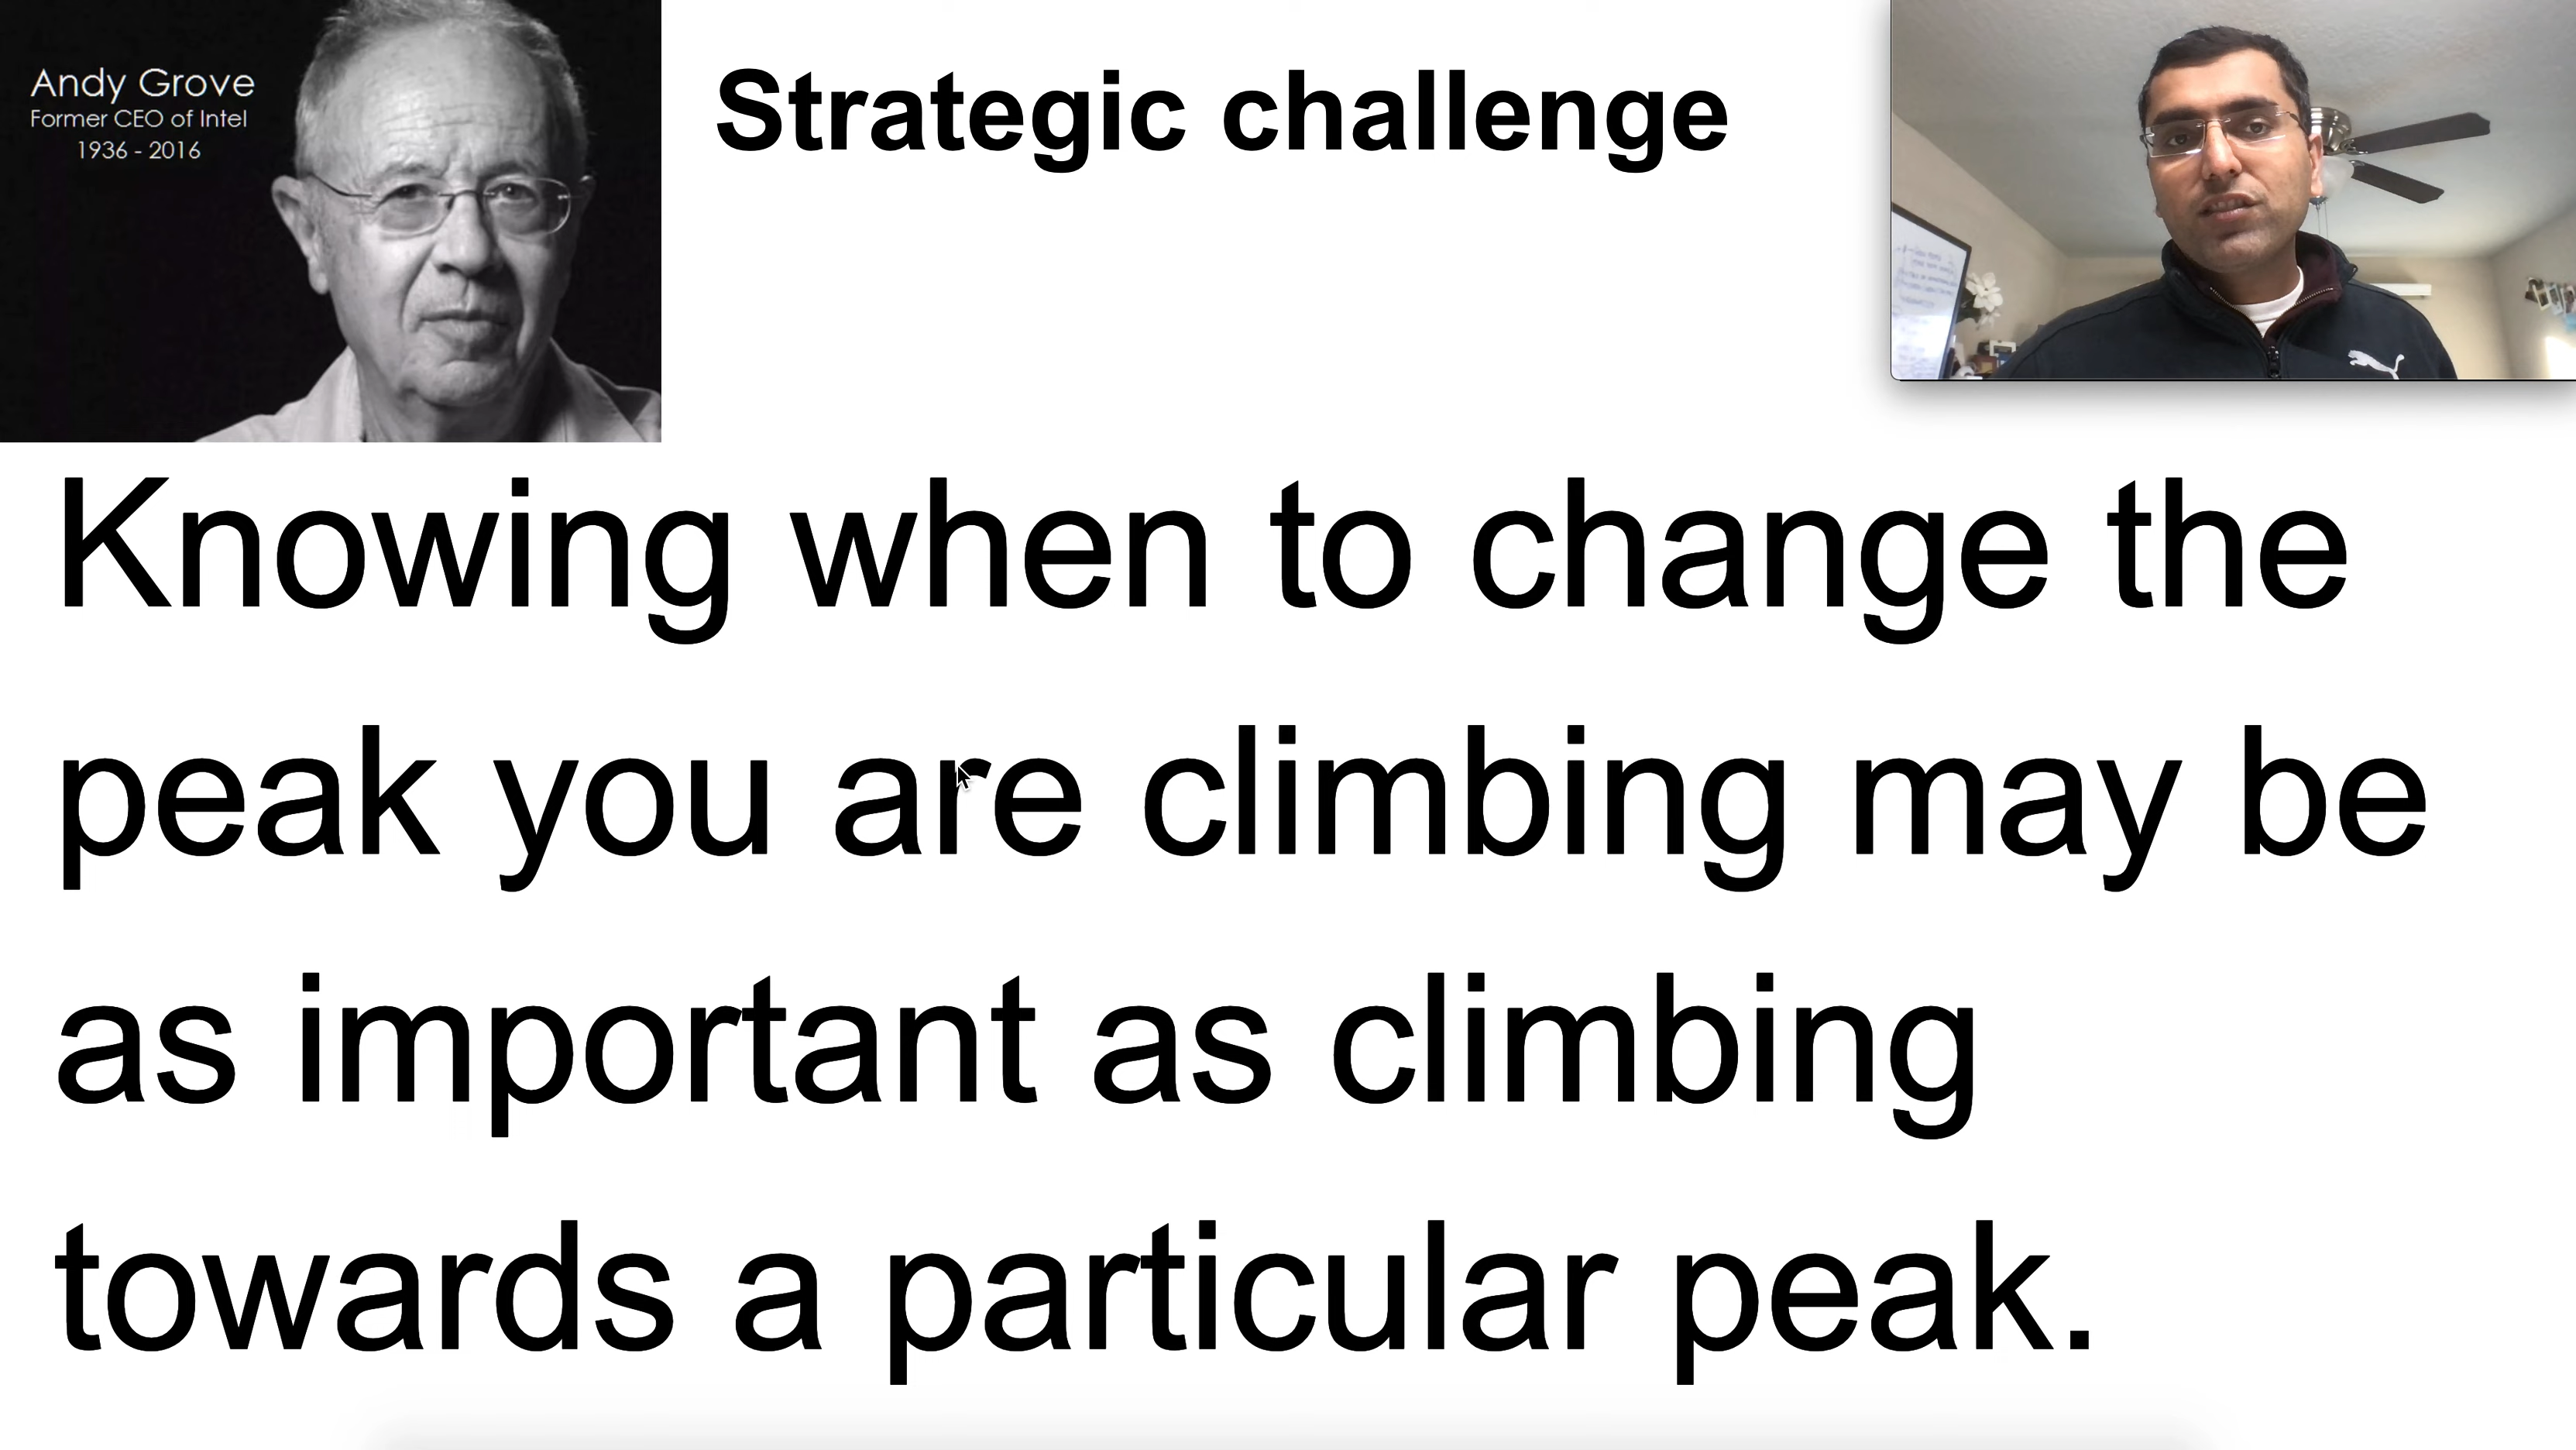 Andy Grove
Former CEO of Intel
1936 - 2016
Strategic challenge
Knowing when to change the
peak you are climbing may be
as important as climbing
towards a particular peak.